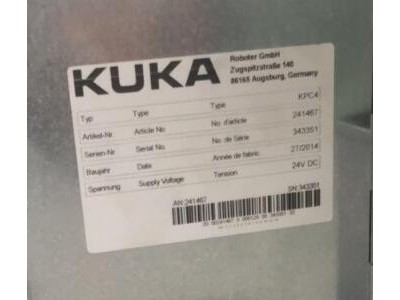 KUKA
Roboter GmbH
Zugspitzstraße 140
86165 Augsburg, Germany
Typ Type Type KPC4
Artikel-Nr. Article No. No. d'article 241467
Serien-Nr. Serial No. No. de Série 343351
Baujahr Date Année de fabric. 27/2014
Spannung Supply Voltage Tension 24V DC
AN:241467 SN:343351